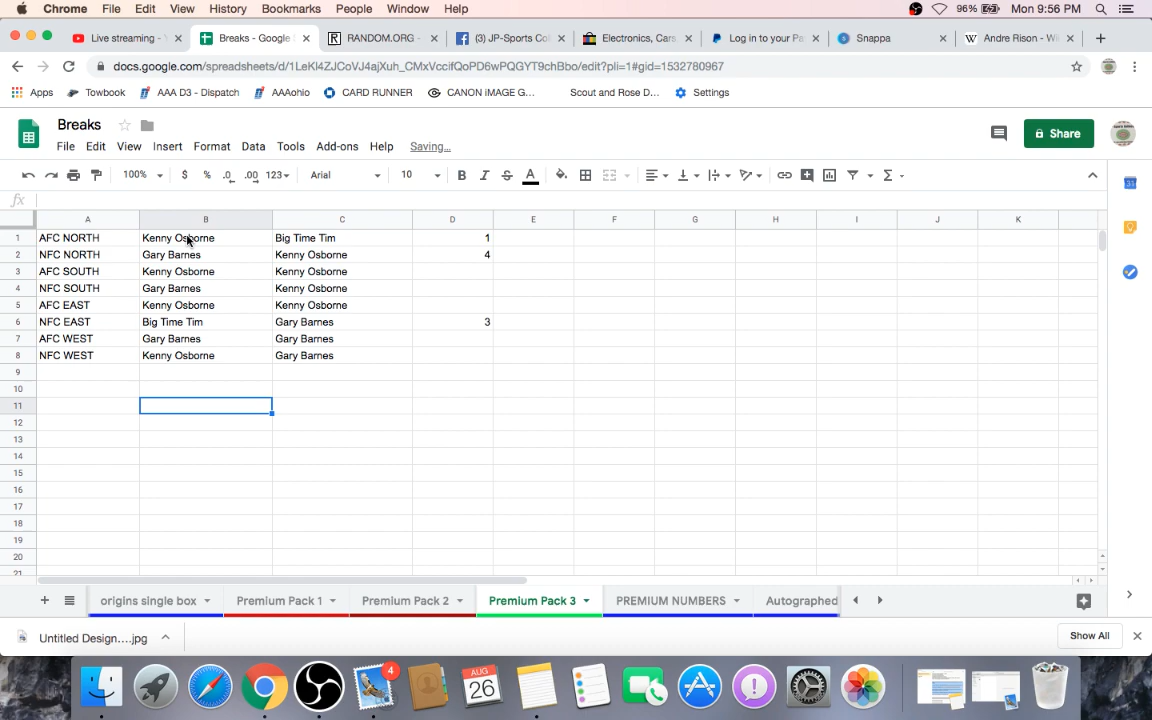 Chrome File Edit View History Bookmarks People Window Help 96% Mon 9:56 PM
Live streaming - Breaks - Google RANDOM.ORG - (3) JP-Sports Co Electronics, Cars Log in to your Pa Snappa Andre Rison - Wi
docs.google.com/spreadsheets/d/1LeKl4ZJCoVJ4ajXuh_CMxVccifQoPD6wPQGYT9chBbo/edit?pli=1#gid=1532780967
Apps Towbook AAA D3 - Dispatch AAAohio CARD RUNNER CANON iMAGE G... Scout and Rose D... Settings
Breaks
File Edit View Insert Format Data Tools Add-ons Help Saving... Share
100% $ % .0 .00 123 Arial 10 B I S A
fx
A B C D E F G H I J K
1 AFC NORTH Kenny Osborne Big Time Tim 1
2 NFC NORTH Gary Barnes Kenny Osborne 4
3 AFC SOUTH Kenny Osborne Kenny Osborne
4 NFC SOUTH Gary Barnes Kenny Osborne
5 AFC EAST Kenny Osborne Kenny Osborne
6 NFC EAST Big Time Tim Gary Barnes 3
7 AFC WEST Gary Barnes Gary Barnes
8 NFC WEST Kenny Osborne Gary Barnes
9
10
11
12
13
14
15
16
17
18
19
20
21
origins single box Premium Pack 1 Premium Pack 2 Premium Pack 3 PREMIUM NUMBERS Autographed
Untitled Design....jpg Show All
4
AUG
26